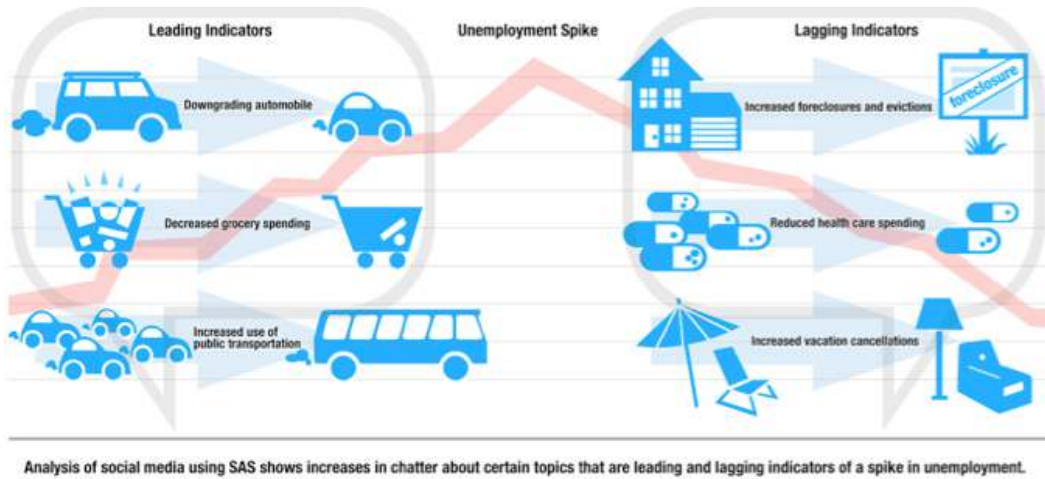 Leading Indicators
Unemployment Spike
Lagging Indicators
Downgrading automobile
Increased foreclosures and evictions
foreclosure
Decreased grocery spending
Reduced health care spending
Increased use of
public transportation
Increased vacation cancellations
Analysis of social media using SAS shows increases in chatter about certain topics that are leading and lagging indicators of a spike in unemployment.